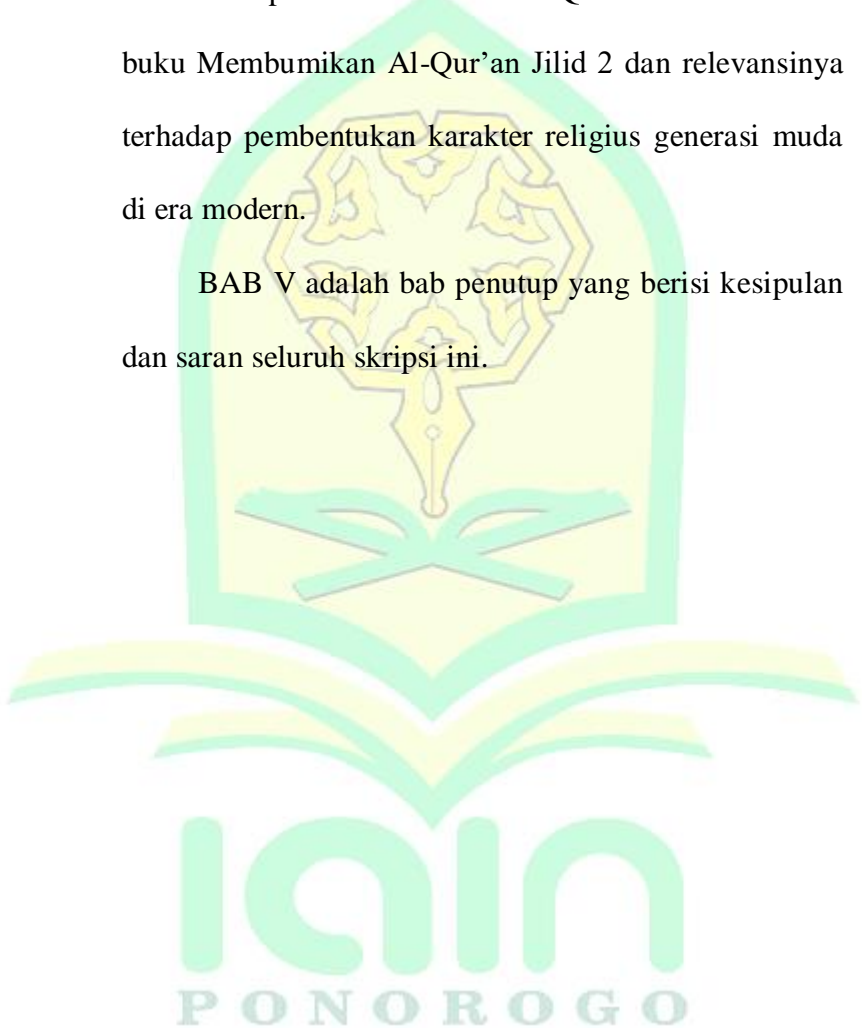 buku Membumikan Al-Qur’an Jilid 2 dan relevansinya
terhadap pembentukan karakter religius generasi muda
di era modern.
BAB V adalah bab penutup yang berisi kesipulan
dan saran seluruh skripsi ini.
iain
PONOROGO